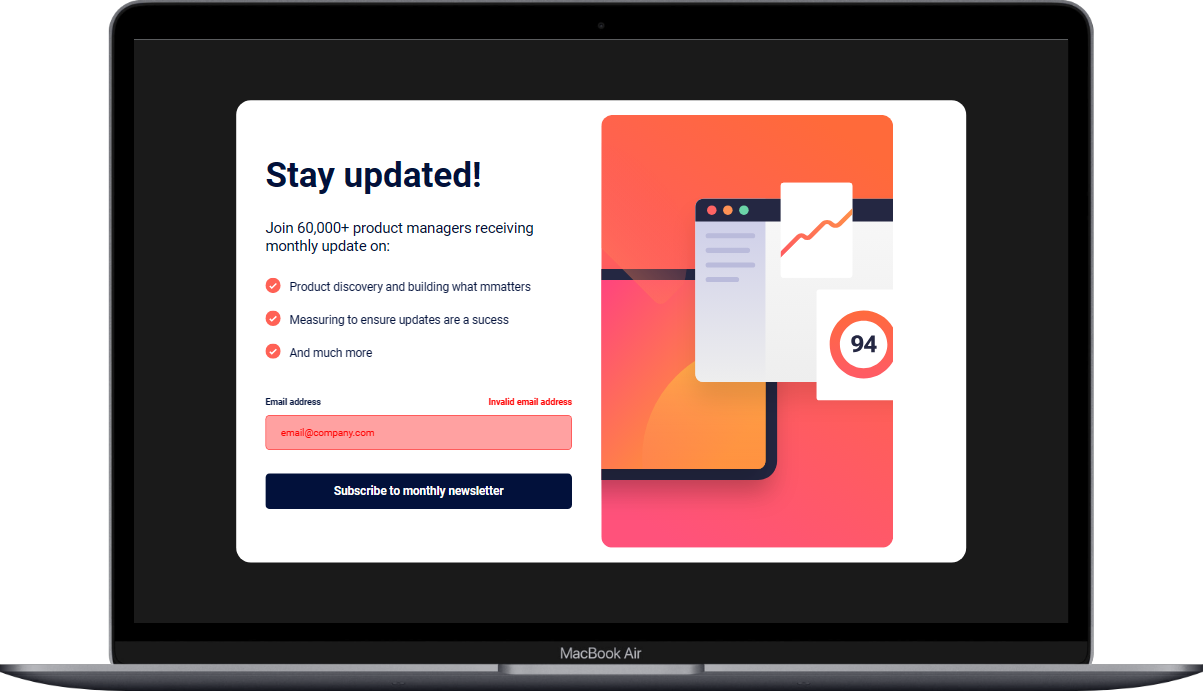 Stay updated!
Join 60,000+ product managers receiving
monthly update on:
Product discovery and building what mmatters
Measuring to ensure updates are a sucess
And much more
Email address
Invalid email address
email@company.com
Subscribe to monthly newsletter
94
MacBook Air